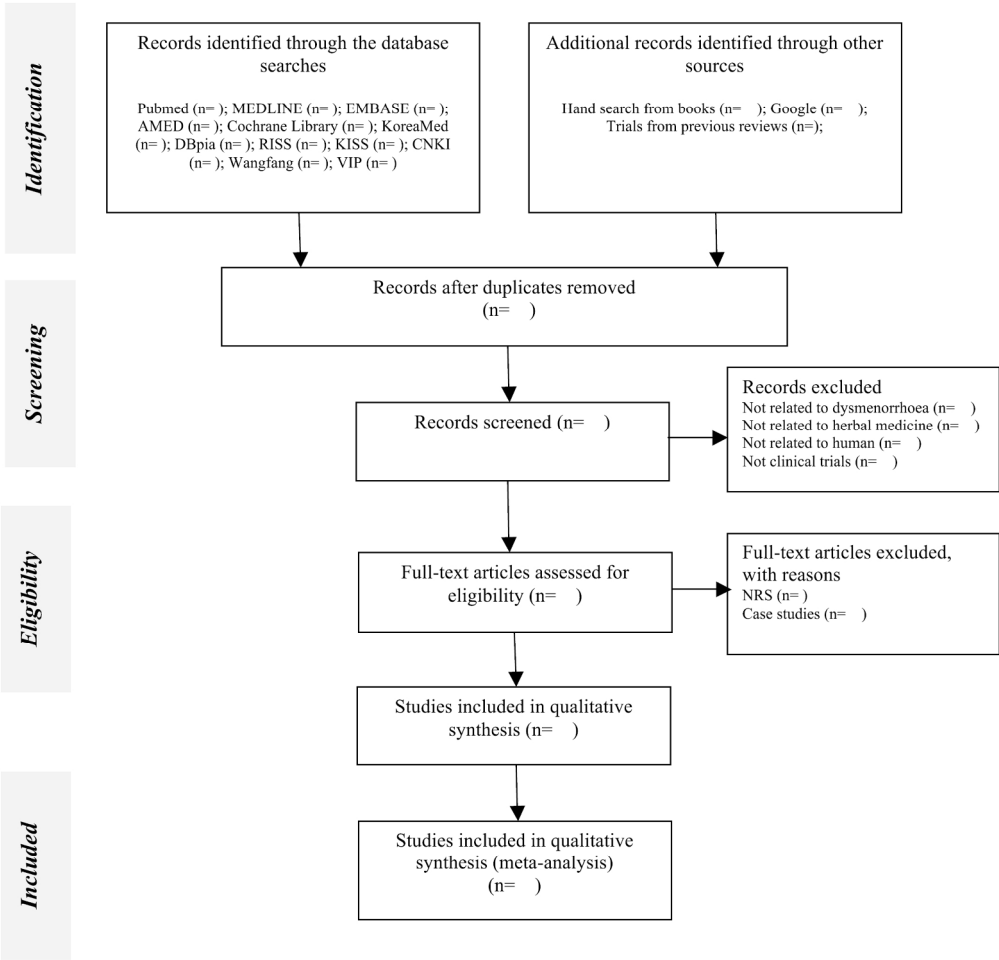 Identification
Records identified through the database
searches
Pubmed (n= ); MEDLINE (n= ); EMBASE (n= );
AMED (n= ); Cochrane Library (n= ); KoreaMed
(n= ); DBpia (n= ); RISS (n= ); KISS (n= ); CNKI
(n= ); Wangfang (n= ); VIP (n= )
Additional records identified through other
sources
Hand search from books (n=    ); Google (n=    );
Trials from previous reviews (n=);
Screening
Records after duplicates removed
(n=    )
Records screened (n=    )
Records excluded
Not related to dysmenorrhoea (n=    )
Not related to herbal medicine (n=    )
Not related to human (n=    )
Not clinical trials (n=    )
Eligibility
Full-text articles assessed for
eligibility (n=    )
Full-text articles excluded,
with reasons
NRS (n= )
Case studies (n=    )
Studies included in qualitative
synthesis (n=    )
Included
Studies included in qualitative
synthesis (meta-analysis)
(n=    )